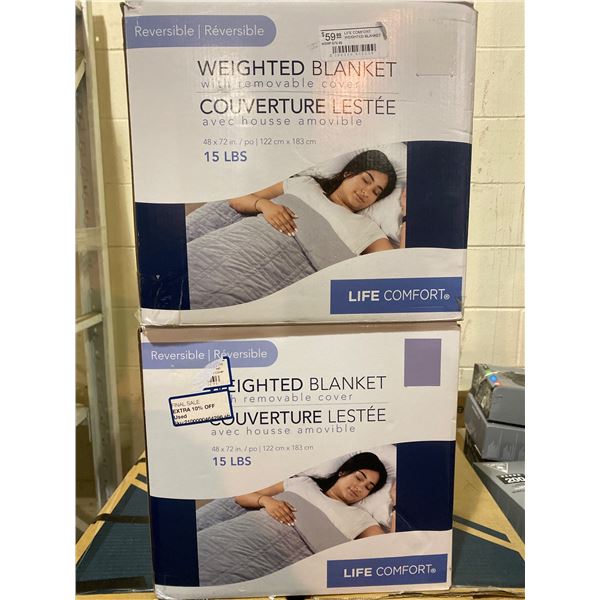 Reversible | Réversible
$59.99 LIFE COMFORT
WEIGHTED BLANKET
WEIGHTED BLANKET
with removable cover
COUVERTURE LESTÉE
avec housse amovible
48 x 72 in. / po | 122 cm x 183 cm
15 LBS
LIFE COMFORT®
Reversible | Réversible
WEIGHTED BLANKET
with removable cover
FINAL SALE
EXTRA 10% OFF
Used
COUVERTURE LESTÉE
avec housse amovible
48 x 72 in. / po | 122 cm x 183 cm
15 LBS
LIFE COMFORT®
200